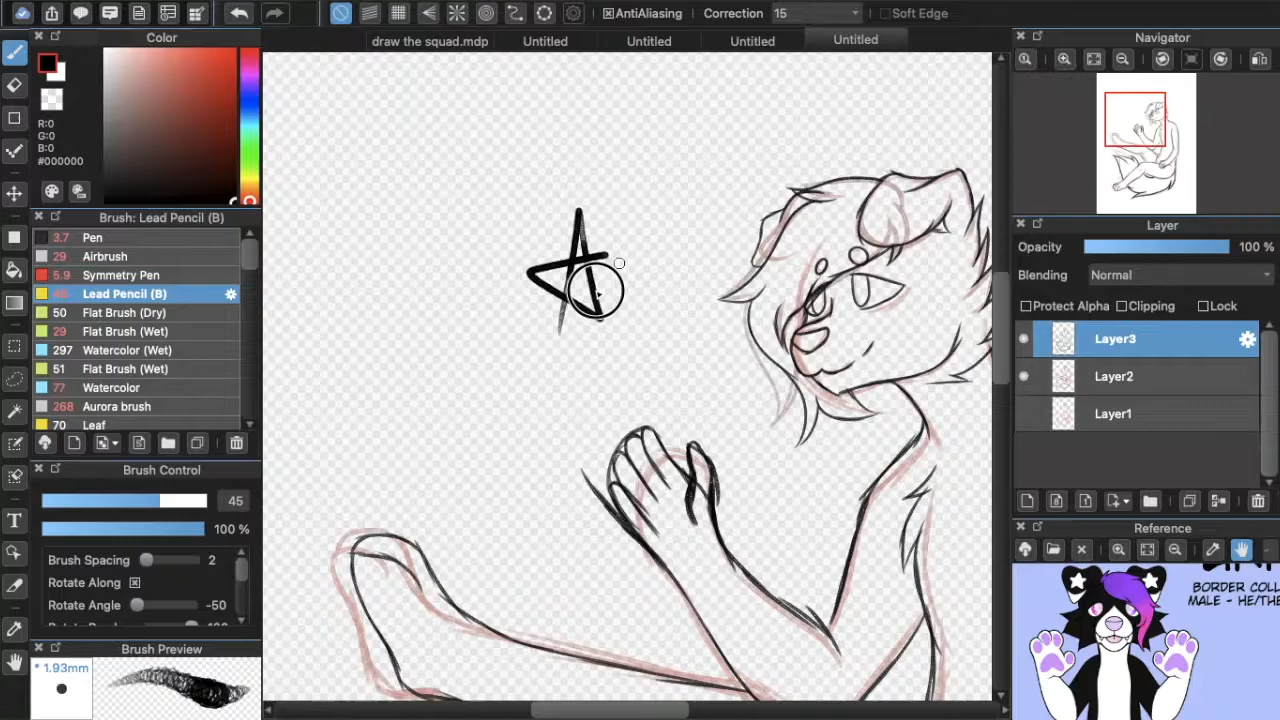 AntiAliasing Correction 15 Soft Edge
draw the squad.mdp Untitled Untitled Untitled Untitled
Color
R:0
G:0
B:0
#000000
Brush: Lead Pencil (B)
3.7 Pen
29 Airbrush
5.9 Symmetry Pen
45 Lead Pencil (B)
50 Flat Brush (Dry)
29 Flat Brush (Wet)
297 Watercolor (Wet)
51 Flat Brush (Wet)
77 Watercolor
268 Aurora brush
70 Leaf
Brush Control
45
100 %
Brush Spacing 2
Rotate Along
Rotate Angle -50
Brush Preview
* 1.93mm
Navigator
Layer
Opacity 100 %
Blending Normal
Protect Alpha Clipping Lock
Layer3
Layer2
Layer1
Reference
BORDER COLL
MALE - HE/THE